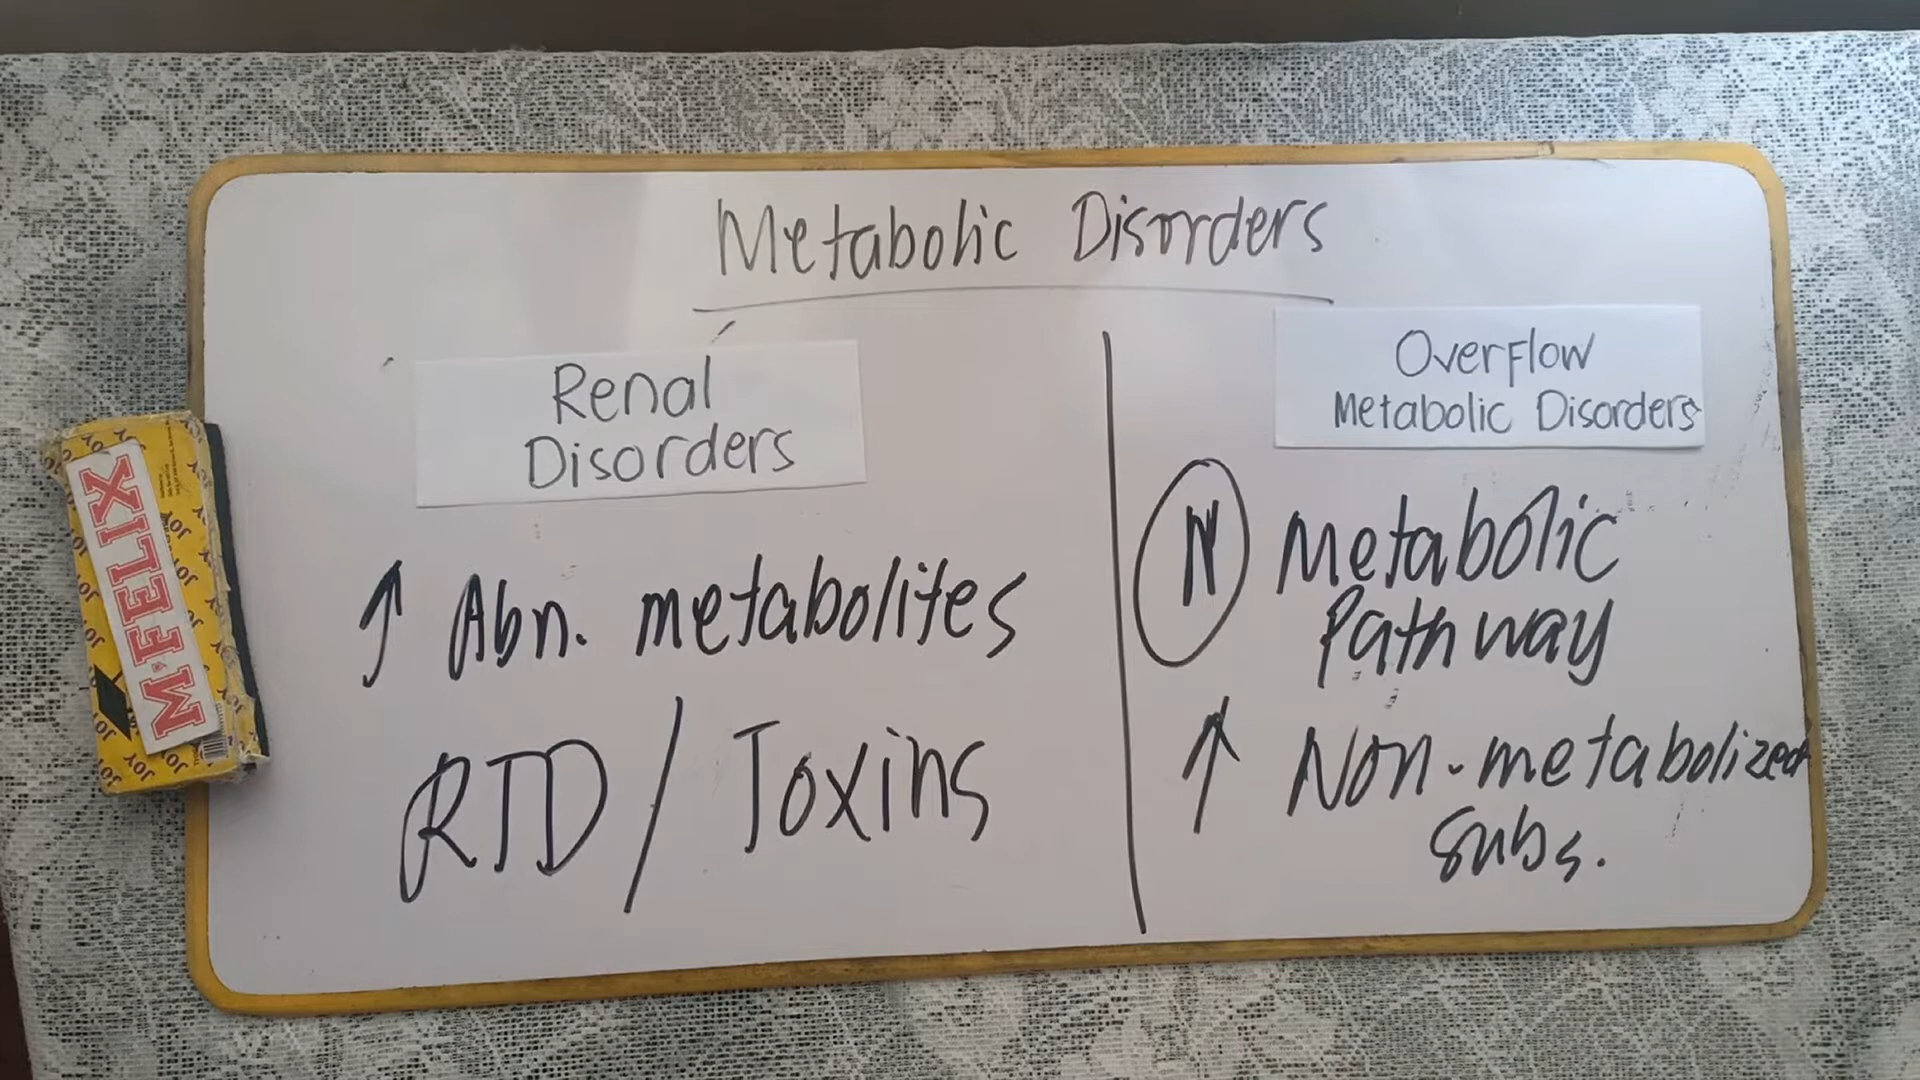 Metabolic Disorders
Renal
Disorders
↑ Abn. metabolites
RTD / Toxins
Overflow
Metabolic Disorders
N Metabolic
Pathway
↑ Non-metabolized
Subs.
M•FELIX
JOY